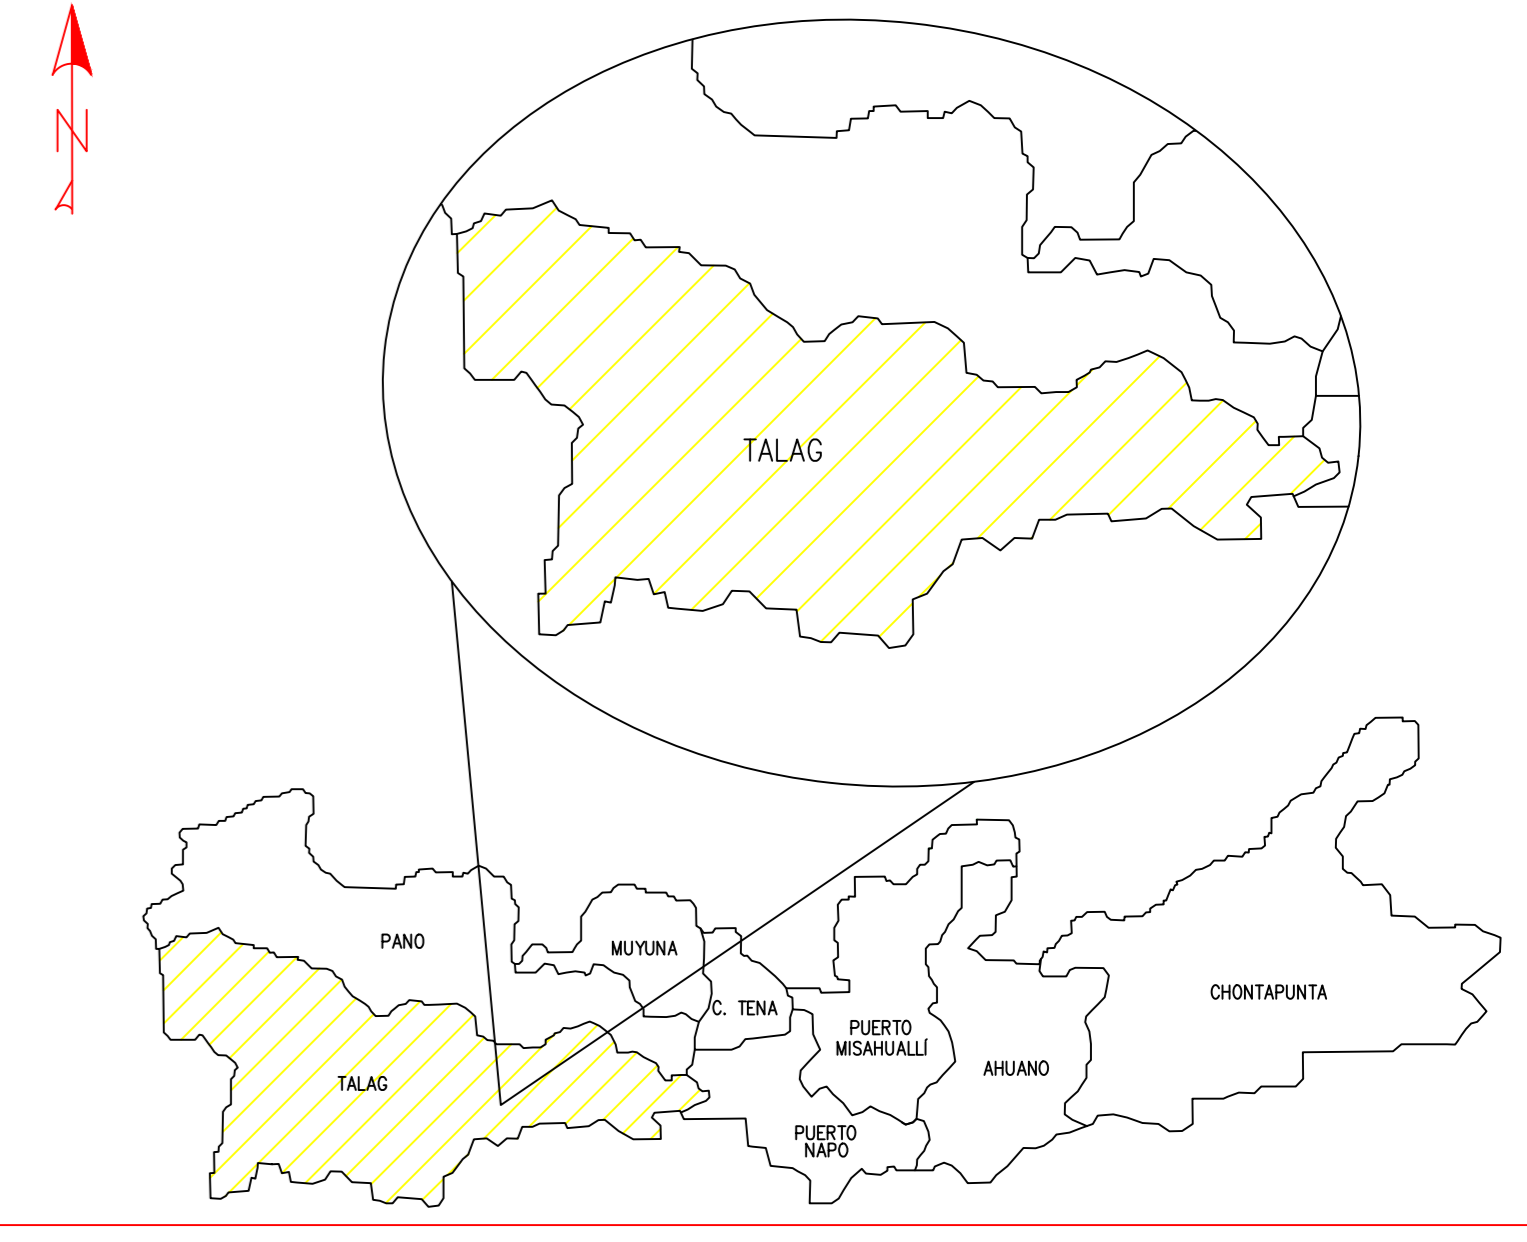 N
TALAG
PANO
MUYUNA
C. TENA
PUERTO
MISAHUALLÍ
CHONTAPUNTA
AHUANO
TALAG
PUERTO
NAPO